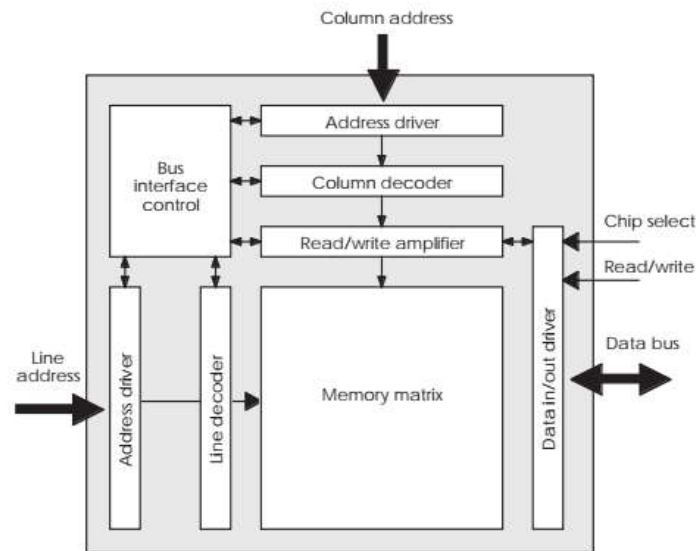 Column address
Address driver
Bus
interface
control
Column decoder
Read/write amplifier
Chip select
Read/write
Line
address
Address driver
Line decoder
Memory matrix
Data in/out driver
Data bus